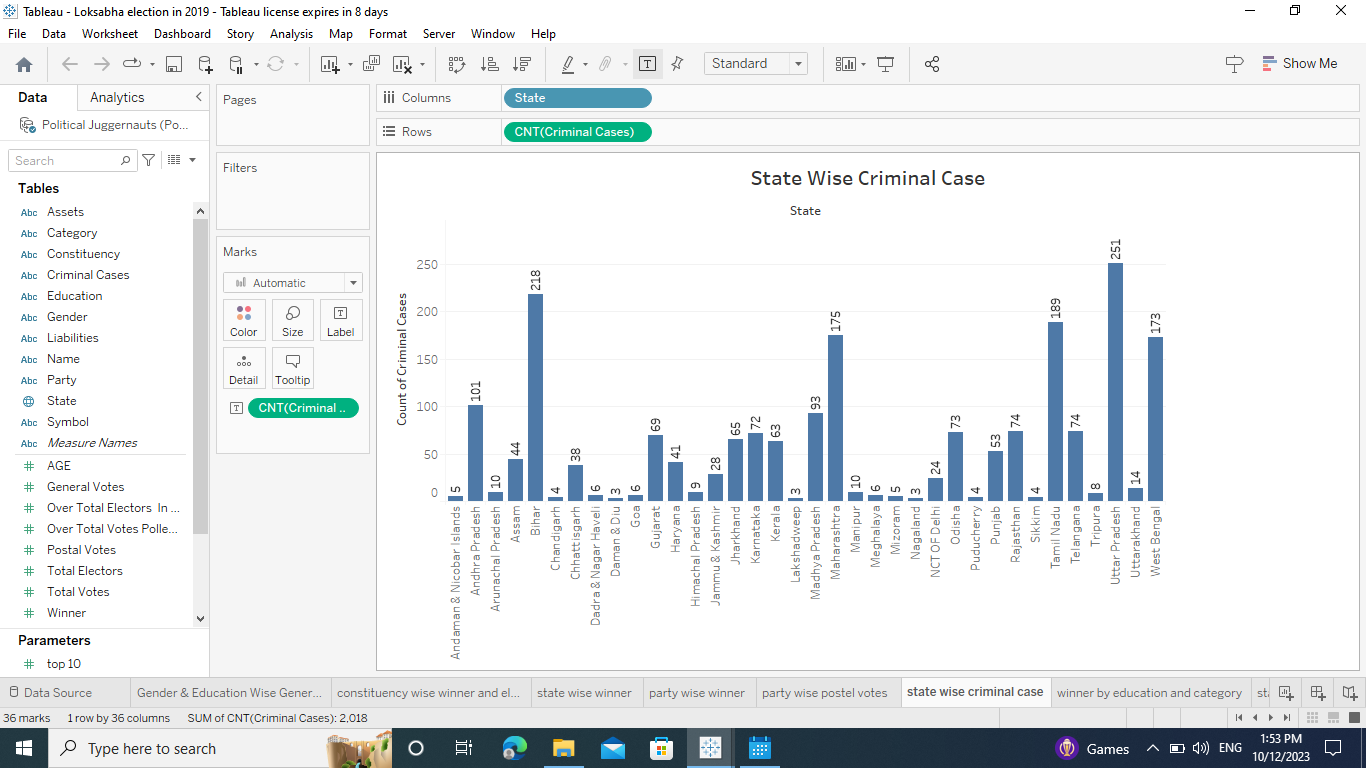 Tableau - Loksabha election in 2019 - Tableau license expires in 8 days
File Data Worksheet Dashboard Story Analysis Map Format Server Window Help
Standard
Show Me
Data Analytics
Political Juggernauts (Po...
Search
Tables
Abc Assets
Abc Category
Abc Constituency
Abc Criminal Cases
Abc Education
Abc Gender
Abc Liabilities
Abc Name
Abc Party
State
Abc Symbol
Abc Measure Names
AGE
General Votes
Over Total Electors In ...
Over Total Votes Polle...
Postal Votes
Total Electors
Total Votes
Winner
Parameters
top 10
Pages
Filters
Marks
Automatic
Color Size Label
Detail Tooltip
CNT(Criminal ..
Columns State
Rows CNT(Criminal Cases)
State Wise Criminal Case
State
Count of Criminal Cases
250
200
150
100
50
0
5 101 10 44 218 4 38 6 3 6 69 41 9 28 65 72 63 3 93 175 10 6 5 3 24 73 4 53 74 4 189 74 8 251 14 173
Andaman & Nicobar Islands
Andhra Pradesh
Arunachal Pradesh
Assam
Bihar
Chandigarh
Chhattisgarh
Dadra & Nagar Haveli
Daman & Diu
Goa
Gujarat
Haryana
Himachal Pradesh
Jammu & Kashmir
Jharkhand
Karnataka
Kerala
Lakshadweep
Madhya Pradesh
Maharashtra
Manipur
Meghalaya
Mizoram
Nagaland
NCT OF Delhi
Odisha
Puducherry
Punjab
Rajasthan
Sikkim
Tamil Nadu
Telangana
Tripura
Uttar Pradesh
Uttarakhand
West Bengal
Data Source Gender & Education Wise Gener... constituency wise winner and el... state wise winner party wise winner party wise postel votes state wise criminal case winner by education and category sta
36 marks 1 row by 36 columns SUM of CNT(Criminal Cases): 2,018
Type here to search
Games
ENG
1:53 PM
10/12/2023